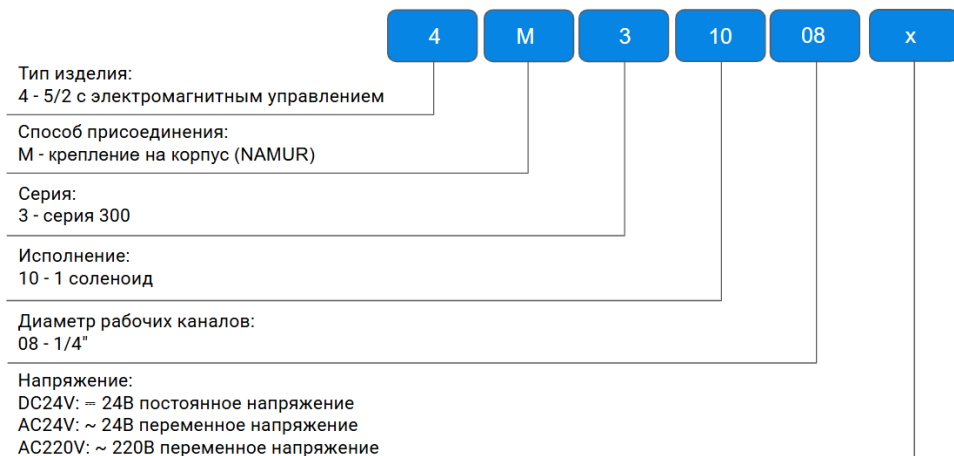 4 M 3 10 08 x
Тип изделия:
4 - 5/2 с электромагнитным управлением
Способ присоединения:
М - крепление на корпус (NAMUR)
Серия:
3 - серия 300
Исполнение:
10 - 1 соленоид
Диаметр рабочих каналов:
08 - 1/4"
Напряжение:
DC24V: ⎓ 24В постоянное напряжение
AC24V: ~ 24В переменное напряжение
AC220V: ~ 220В переменное напряжение